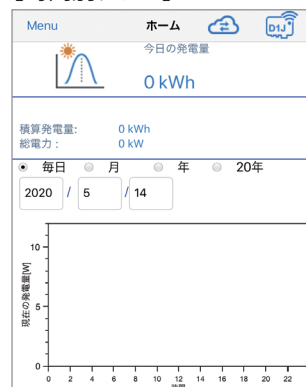 Menu ホーム D1J
今日の発電量
0 kWh
積算発電量: 0 kWh
総電力 : 0 kW
毎日 月 年 20年
2020 / 5 / 14
現在の発電量[W]
10
5
0
0 2 4 6 8 10 12 14 16 18 20 22